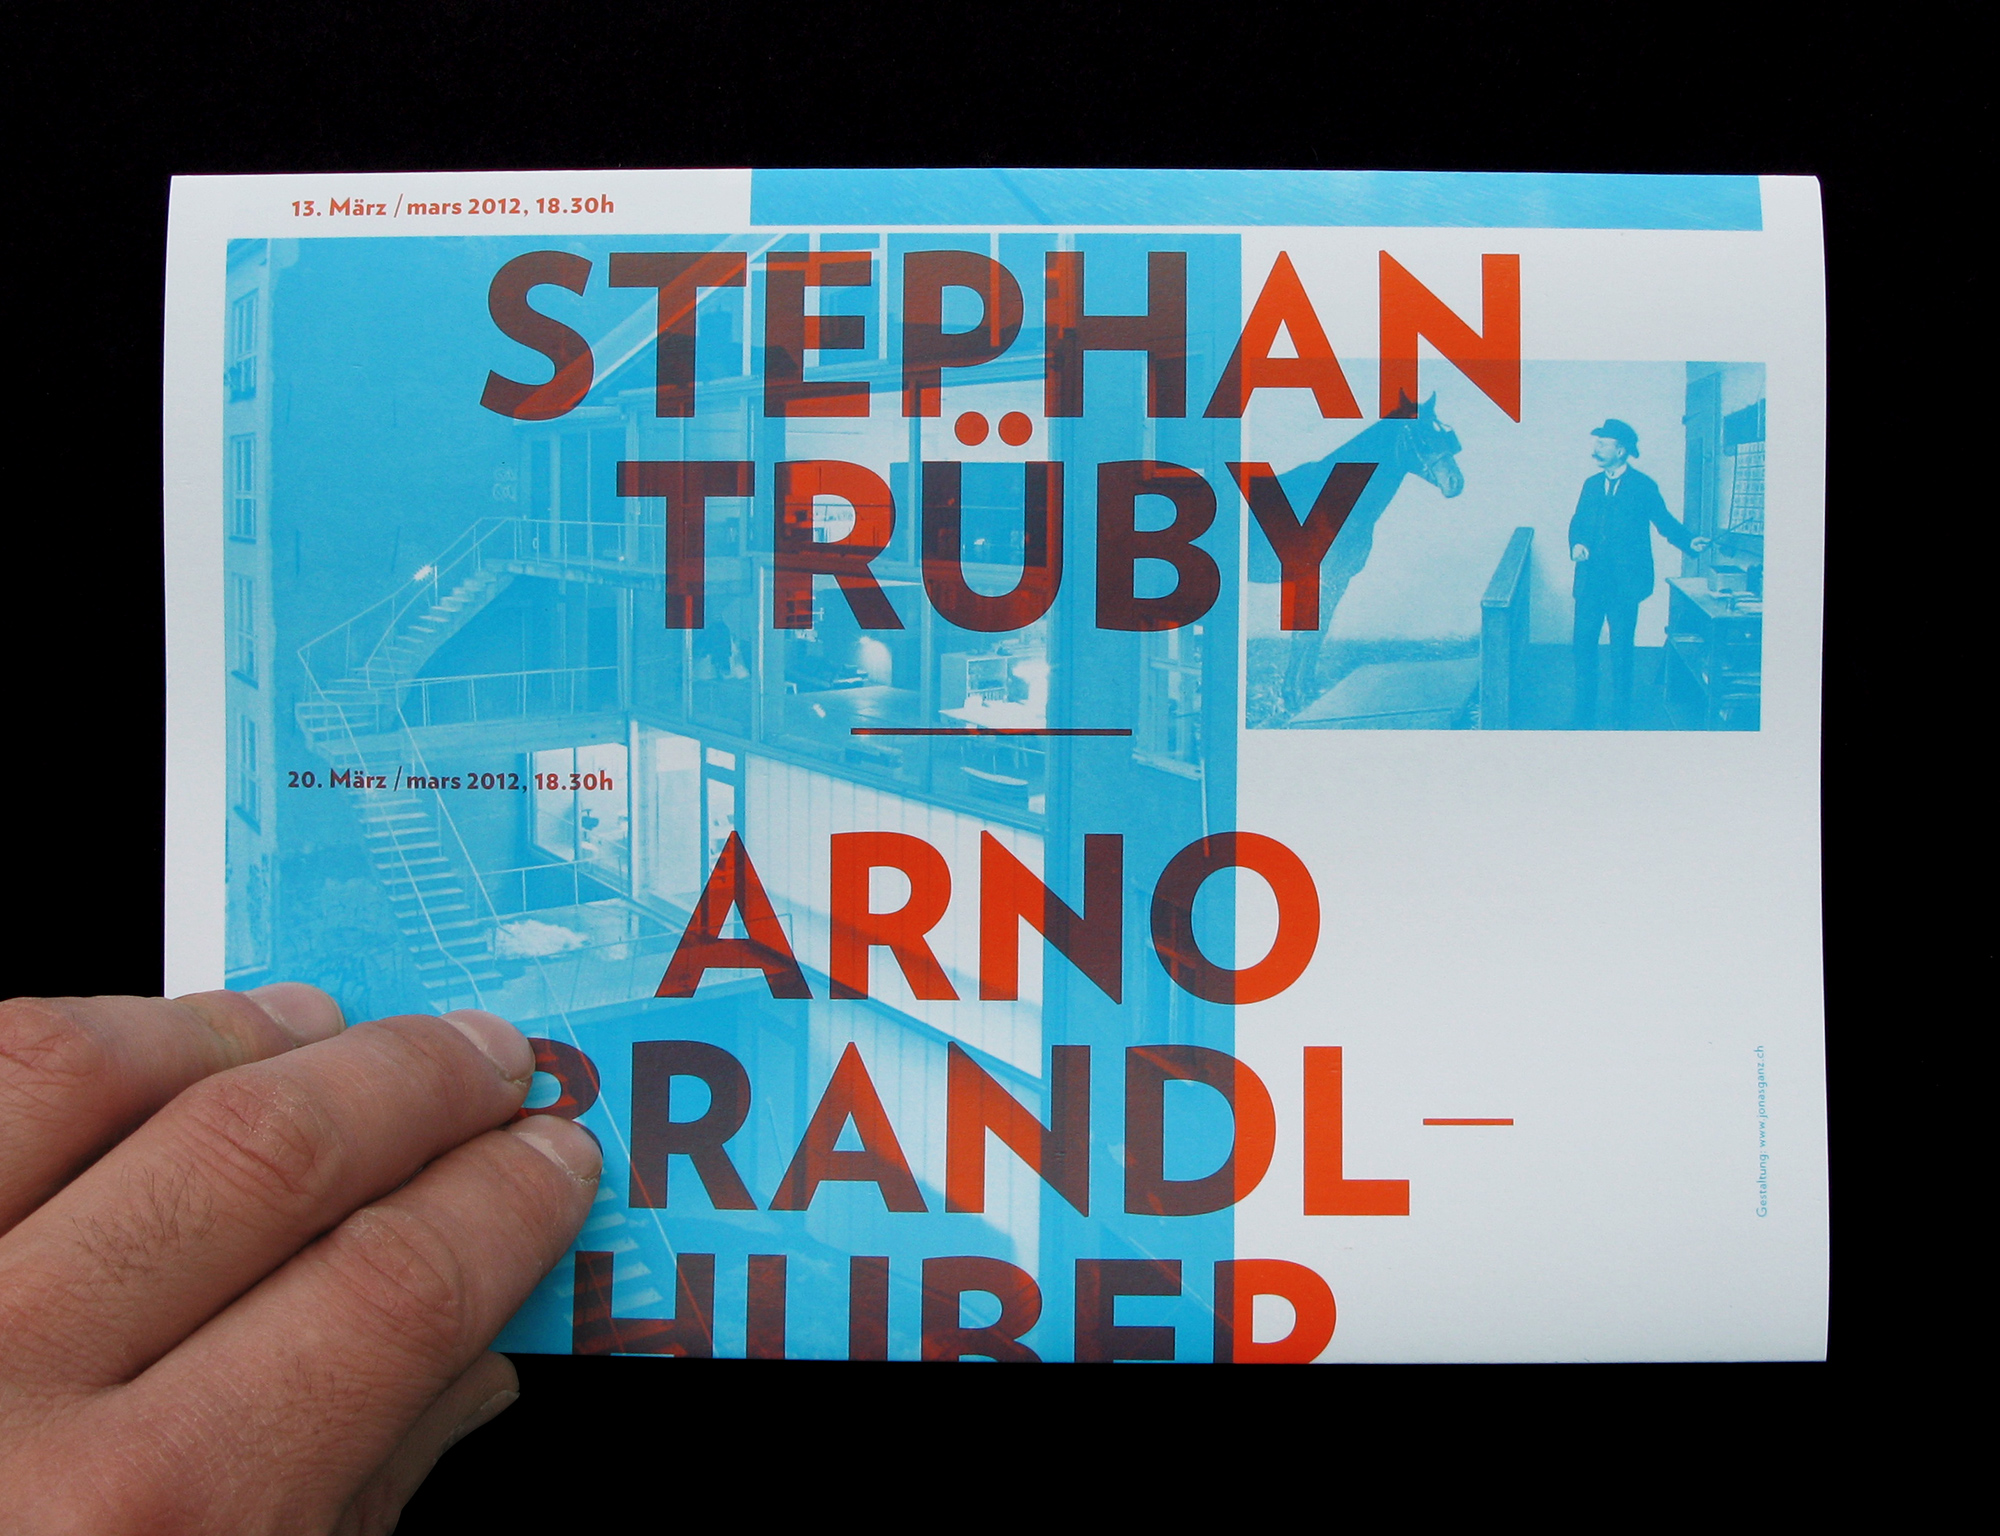 13. März / mars 2012, 18.30h
STEPHAN
TRÜBY
20. März / mars 2012, 18.30h
ARNO
BRANDL–
HUBER
Gestaltung: www.jonasganz.ch